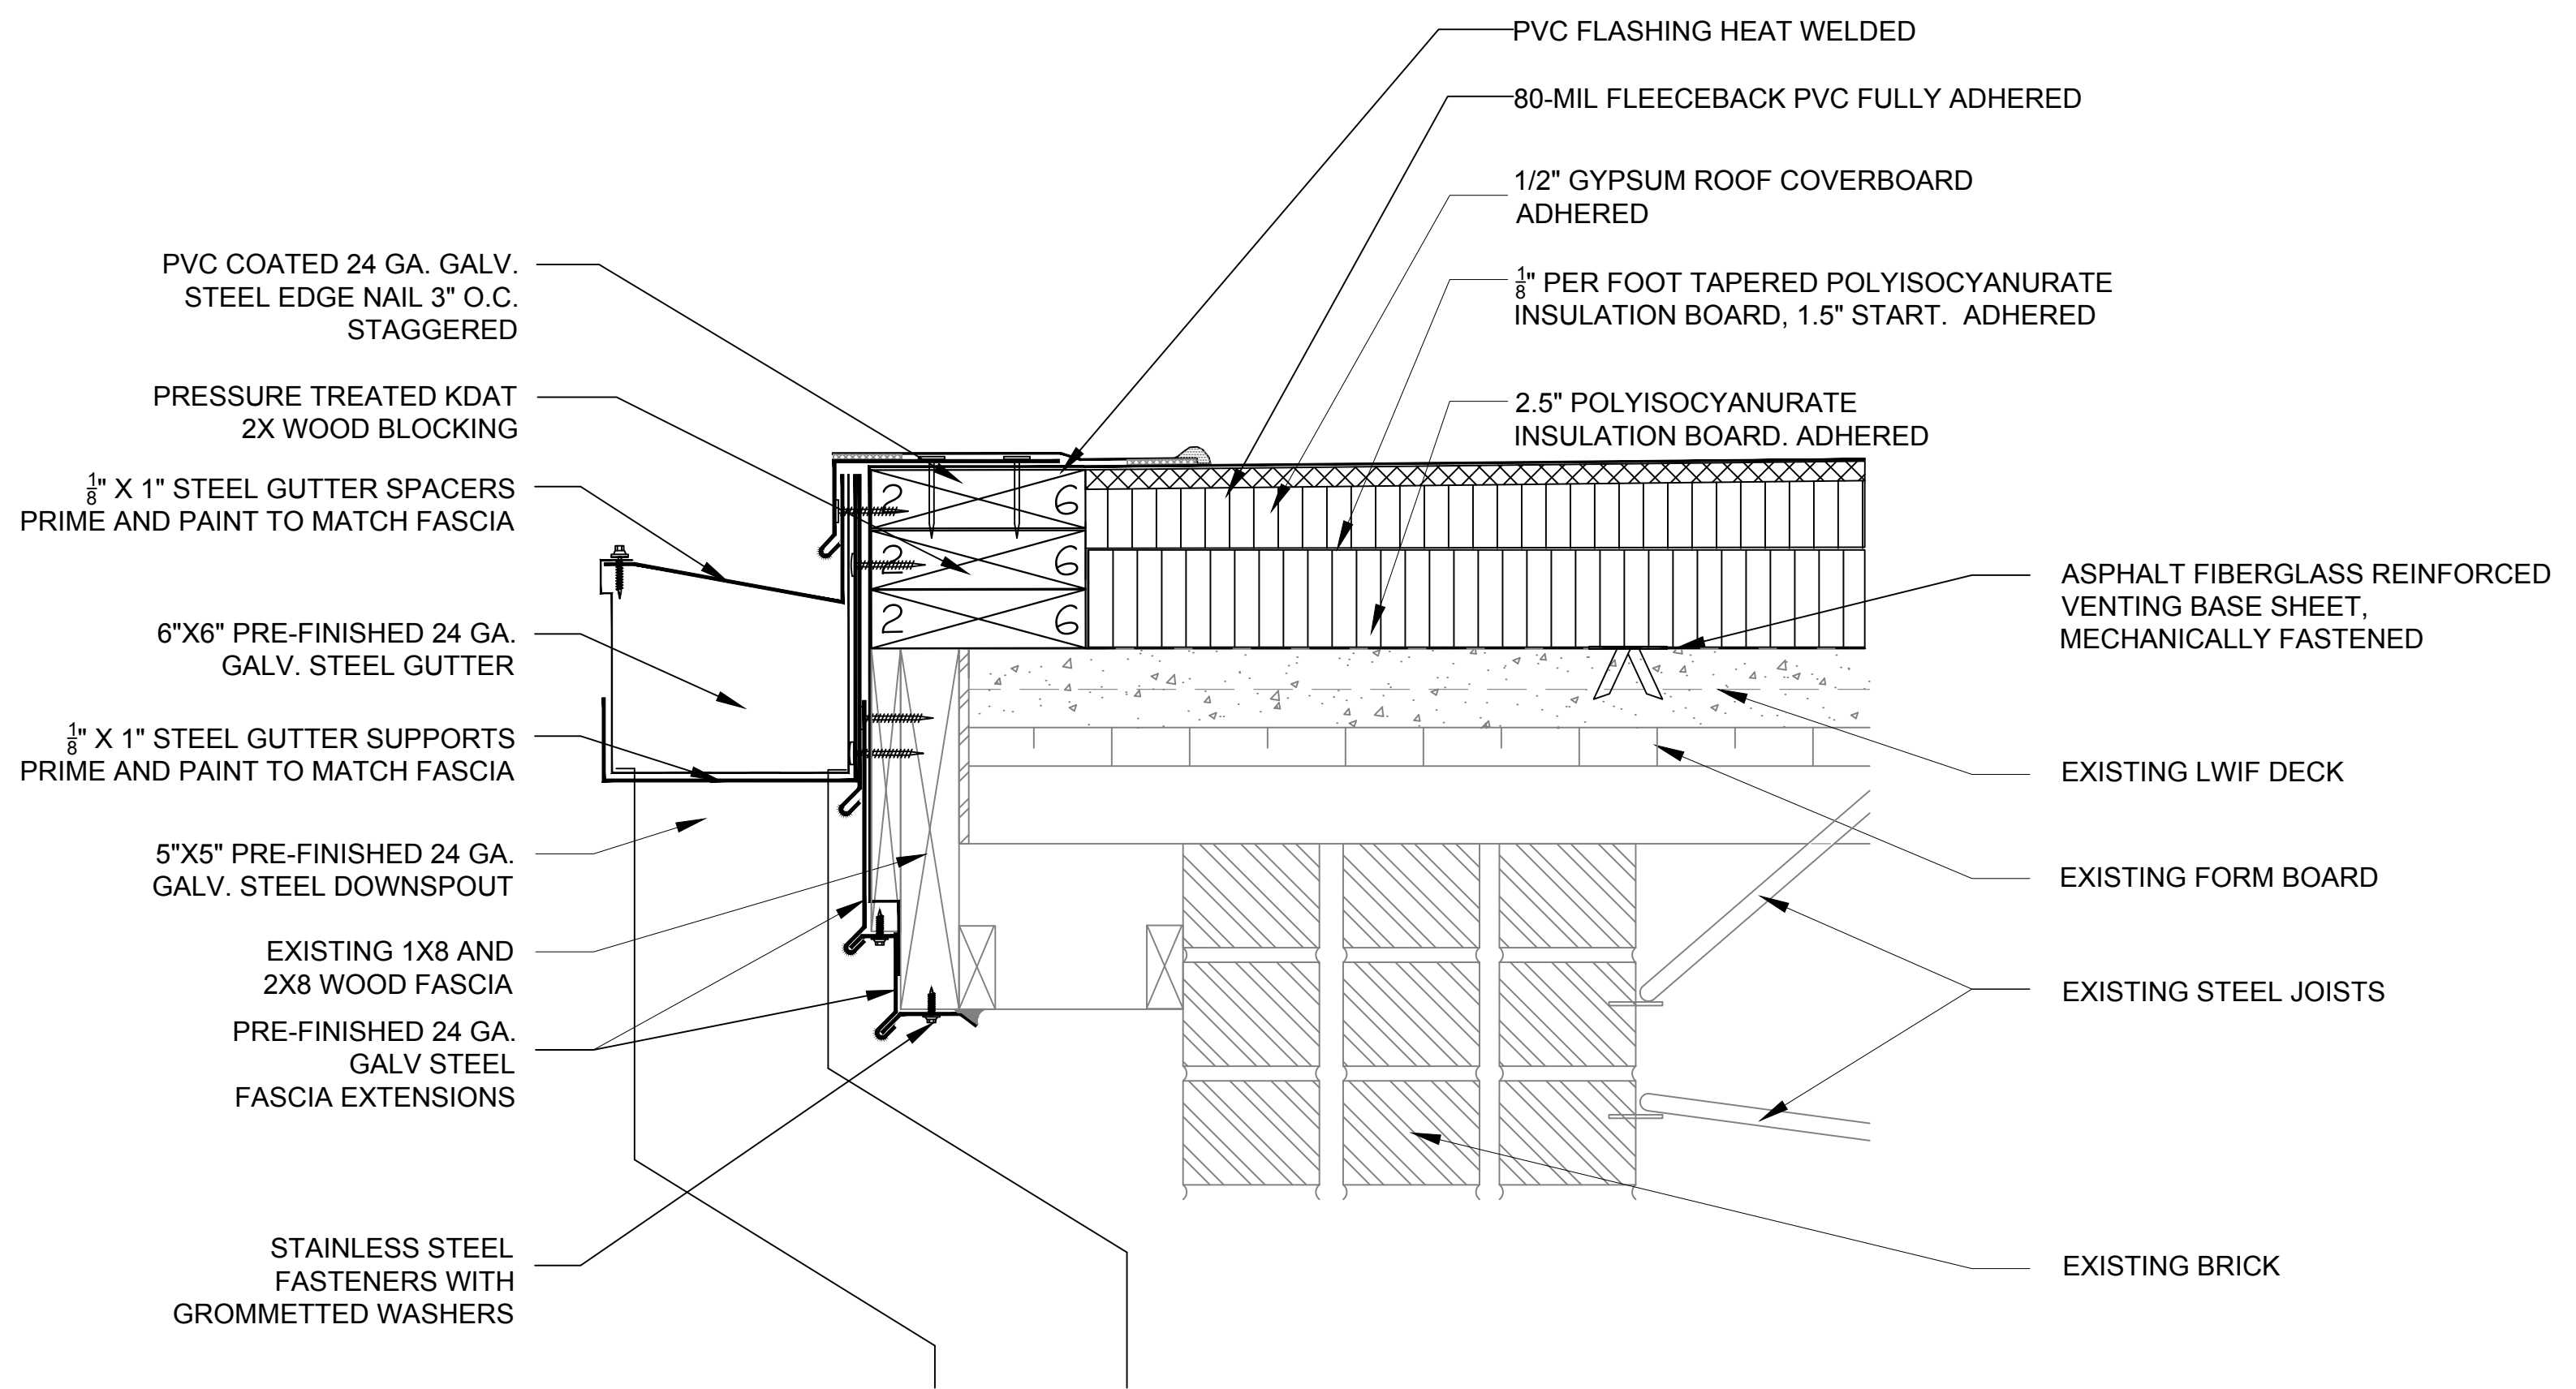 PVC FLASHING HEAT WELDED
80-MIL FLEECEBACK PVC FULLY ADHERED
1/2" GYPSUM ROOF COVERBOARD
ADHERED
1/8" PER FOOT TAPERED POLYISOCYANURATE
INSULATION BOARD, 1.5" START. ADHERED
2.5" POLYISOCYANURATE
INSULATION BOARD. ADHERED
PVC COATED 24 GA. GALV.
STEEL EDGE NAIL 3" O.C.
STAGGERED
PRESSURE TREATED KDAT
2X WOOD BLOCKING
1/8" X 1" STEEL GUTTER SPACERS
PRIME AND PAINT TO MATCH FASCIA
6"X6" PRE-FINISHED 24 GA.
GALV. STEEL GUTTER
1/8" X 1" STEEL GUTTER SUPPORTS
PRIME AND PAINT TO MATCH FASCIA
5"X5" PRE-FINISHED 24 GA.
GALV. STEEL DOWNSPOUT
EXISTING 1X8 AND
2X8 WOOD FASCIA
PRE-FINISHED 24 GA.
GALV STEEL
FASCIA EXTENSIONS
STAINLESS STEEL
FASTENERS WITH
GROMMETTED WASHERS
2 6
2 6
2 6
ASPHALT FIBERGLASS REINFORCED
VENTING BASE SHEET,
MECHANICALLY FASTENED
EXISTING LWIF DECK
EXISTING FORM BOARD
EXISTING STEEL JOISTS
EXISTING BRICK